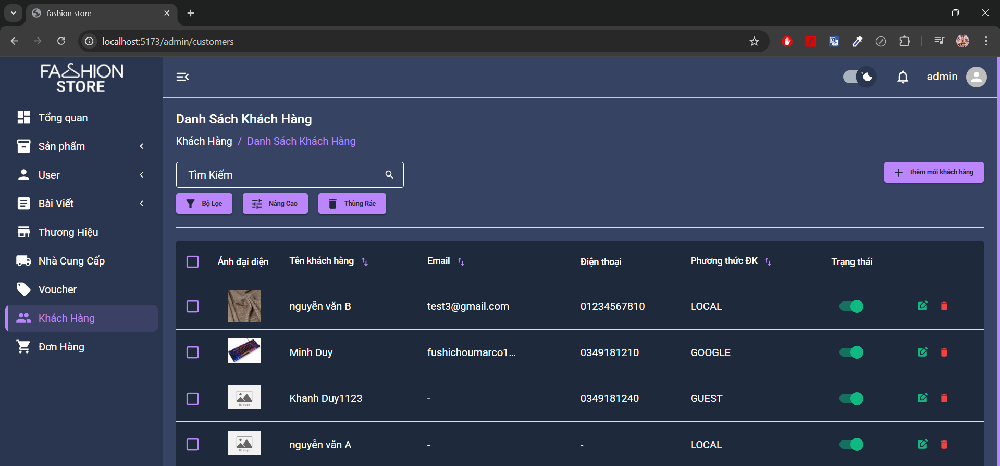 fashion store
localhost:5173/admin/customers
FASHION
STORE
admin
Tổng quan
Sản phẩm
User
Bài Viết
Thương Hiệu
Nhà Cung Cấp
Voucher
Khách Hàng
Đơn Hàng
Danh Sách Khách Hàng
Khách Hàng / Danh Sách Khách Hàng
Tìm Kiếm
thêm mới khách hàng
Bộ Lọc
Nâng Cao
Thùng Rác
Ảnh đại diện Tên khách hàng Email Điện thoại Phương thức ĐK Trạng thái
nguyễn văn B test3@gmail.com 01234567810 LOCAL
Minh Duy fushichoumarco1... 0349181210 GOOGLE
Khanh Duy1123 - 0349181240 GUEST
nguyễn văn A - - LOCAL